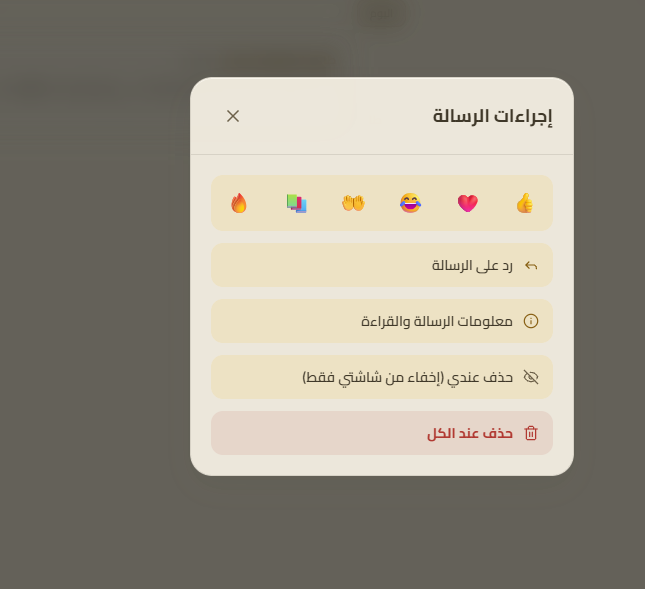 إجراءات الرسالة
رد على الرسالة
معلومات الرسالة والقراءة
حذف عندي (إخفاء من شاشتي فقط)
حذف عند الكل